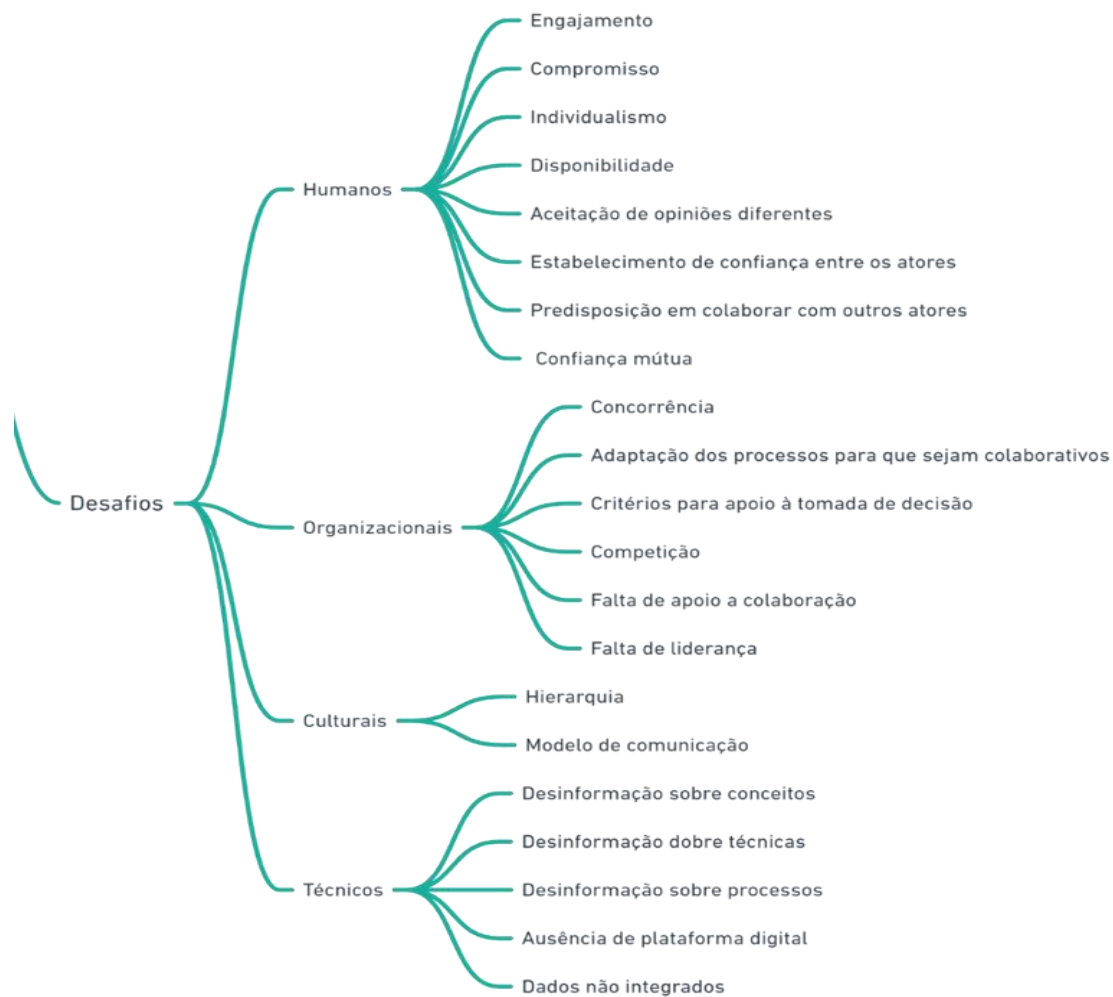 Engajamento
Compromisso
Individualismo
Disponibilidade
Humanos
Aceitação de opiniões diferentes
Estabelecimento de confiança entre os atores
Predisposição em colaborar com outros atores
Confiança mútua
Concorrência
Adaptação dos processos para que sejam colaborativos
Desafios
Critérios para apoio à tomada de decisão
Organizacionais
Competição
Falta de apoio a colaboração
Falta de liderança
Hierarquia
Culturais
Modelo de comunicação
Desinformação sobre conceitos
Desinformação dobre técnicas
Técnicos
Desinformação sobre processos
Ausência de plataforma digital
Dados não integrados